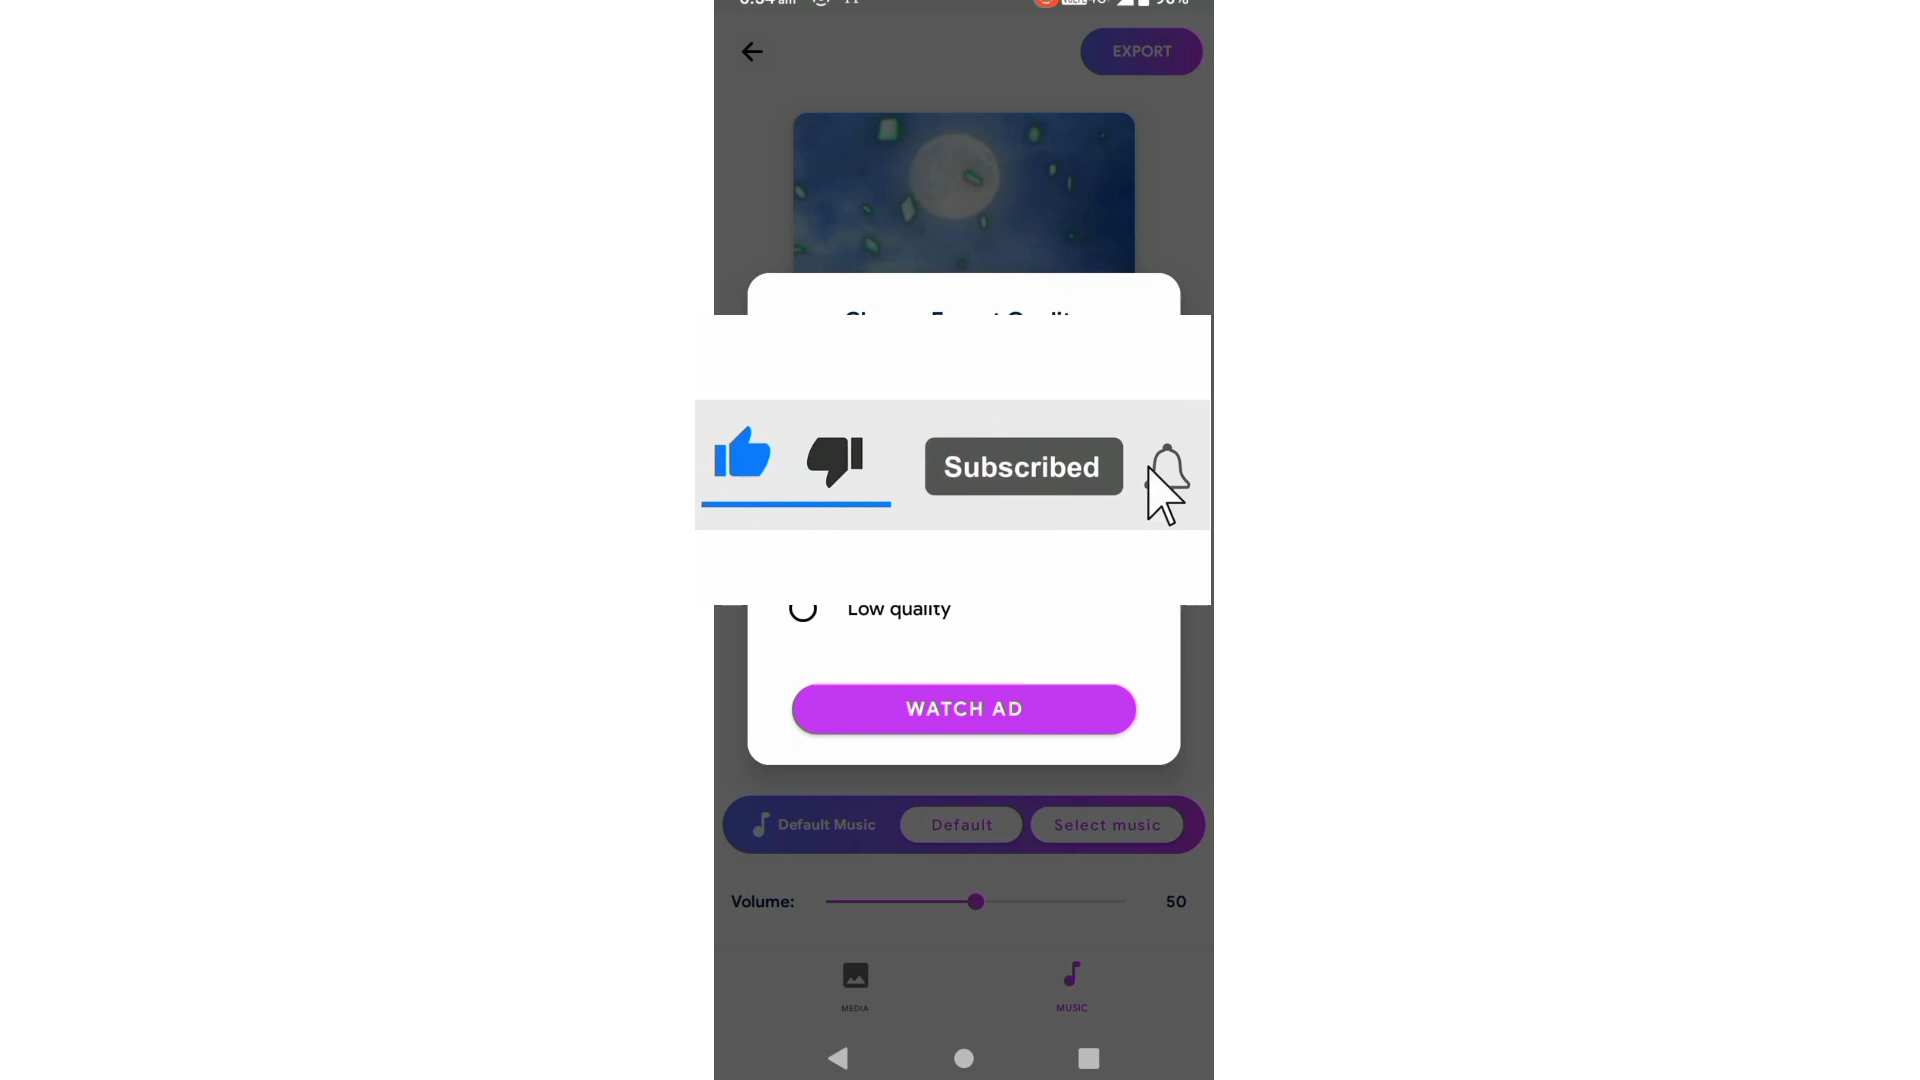 EXPORT
Subscribed
Low quality
WATCH AD
Default Music
Default
Select music
Volume:
50
MEDIA
MUSIC